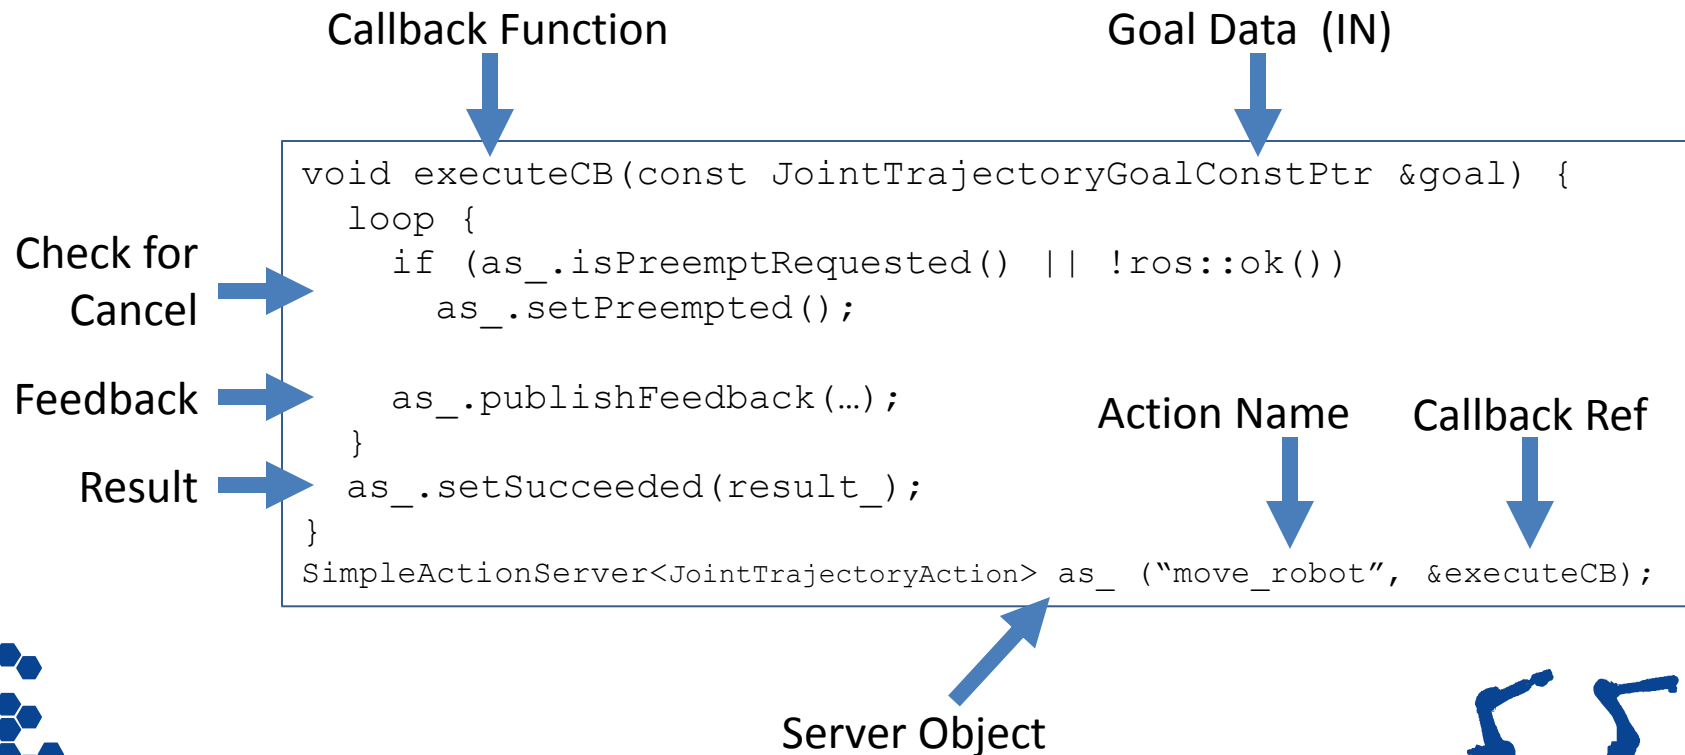 Callback Function
Goal Data  (IN)
void executeCB(const JointTrajectoryGoalConstPtr &goal) {
  loop {
    if (as_.isPreemptRequested() || !ros::ok())
      as_.setPreempted();
Check for
Cancel
Feedback
    as_.publishFeedback(…);
  }
Action Name
Callback Ref
Result
  as_.setSucceeded(result_);
}
SimpleActionServer<JointTrajectoryAction> as_ (“move_robot”, &executeCB);
Server Object